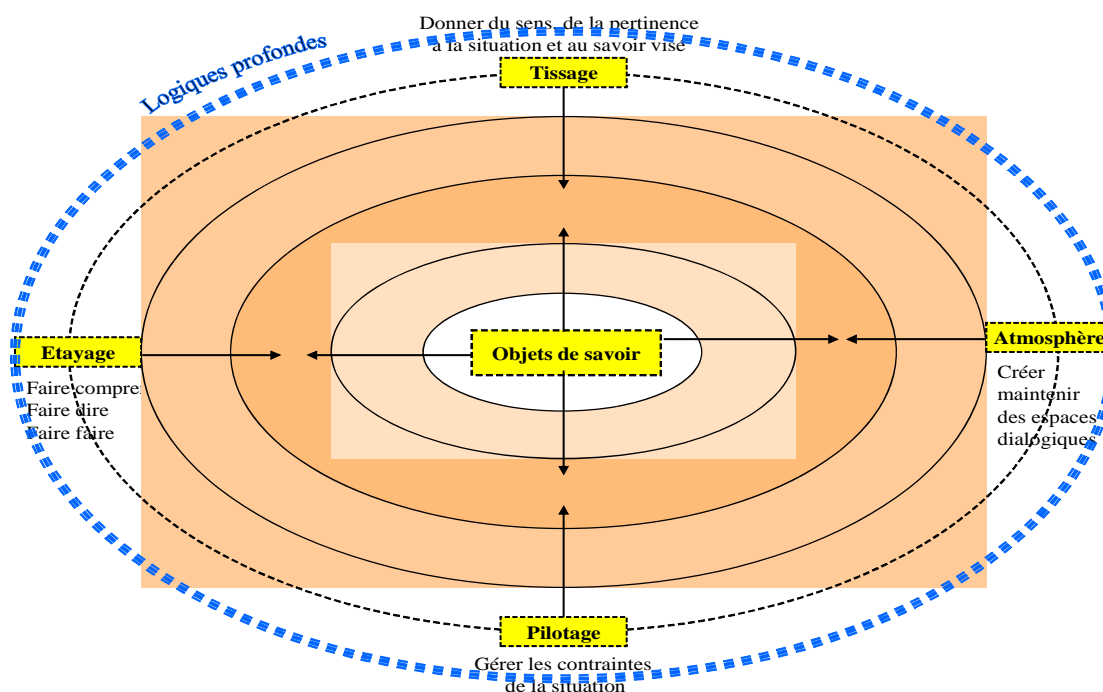 Donner du sens, de la pertinence
à la situation et au savoir visé
Logiques profondes
Tissage
Etayage
Faire compre
Faire dire
Faire faire
Objets de savoir
Atmosphère
Créer
maintenir
des espaces
dialogiques
Pilotage
Gérer les contraintes
de la situation